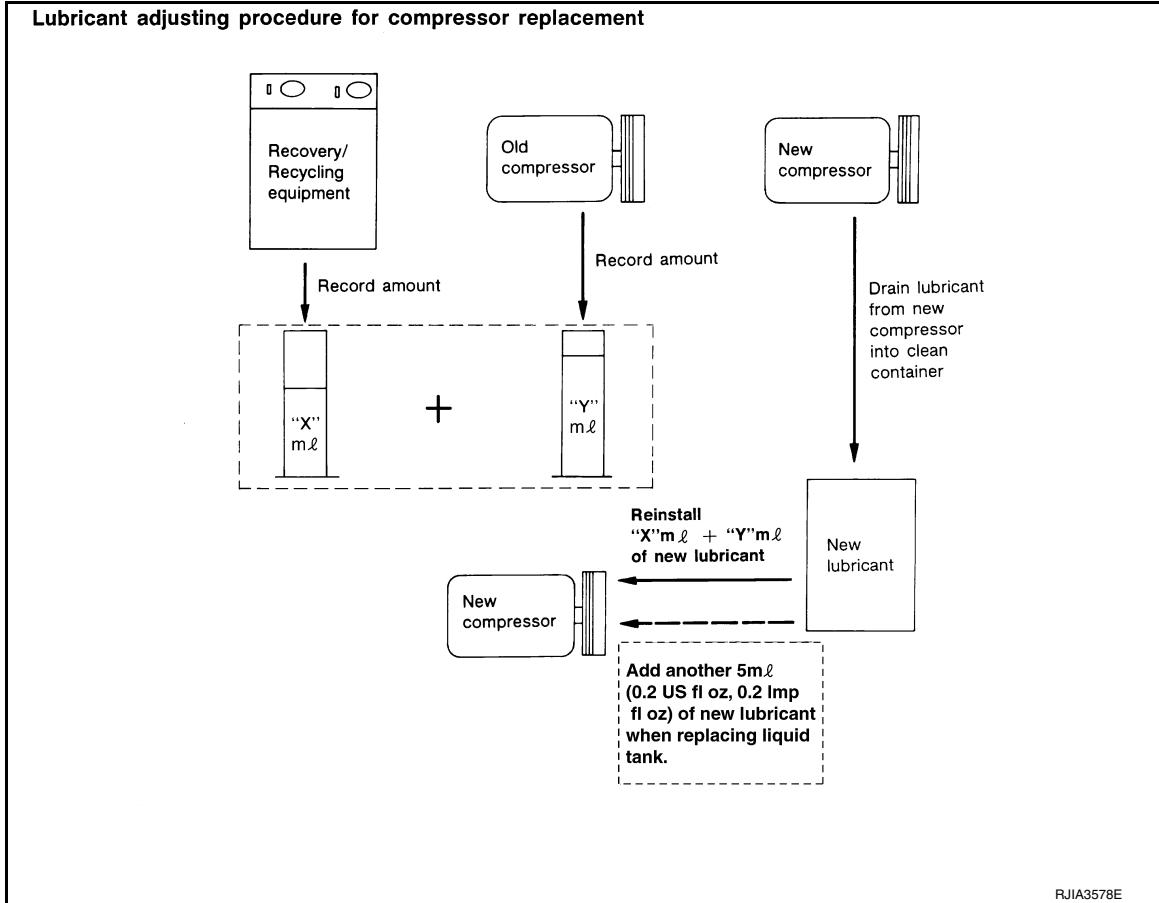 Lubricant adjusting procedure for compressor replacement
Recovery/
Recycling
equipment
Old
compressor
New
compressor
Record amount
Record amount
Drain lubricant
from new
compressor
into clean
container
“X”
mℓ
+
“Y”
mℓ
Reinstall
“X”mℓ + “Y”mℓ
of new lubricant
New
lubricant
New
compressor
Add another 5mℓ
(0.2 US fl oz, 0.2 Imp
fl oz) of new lubricant
when replacing liquid
tank.
RJIA3578E